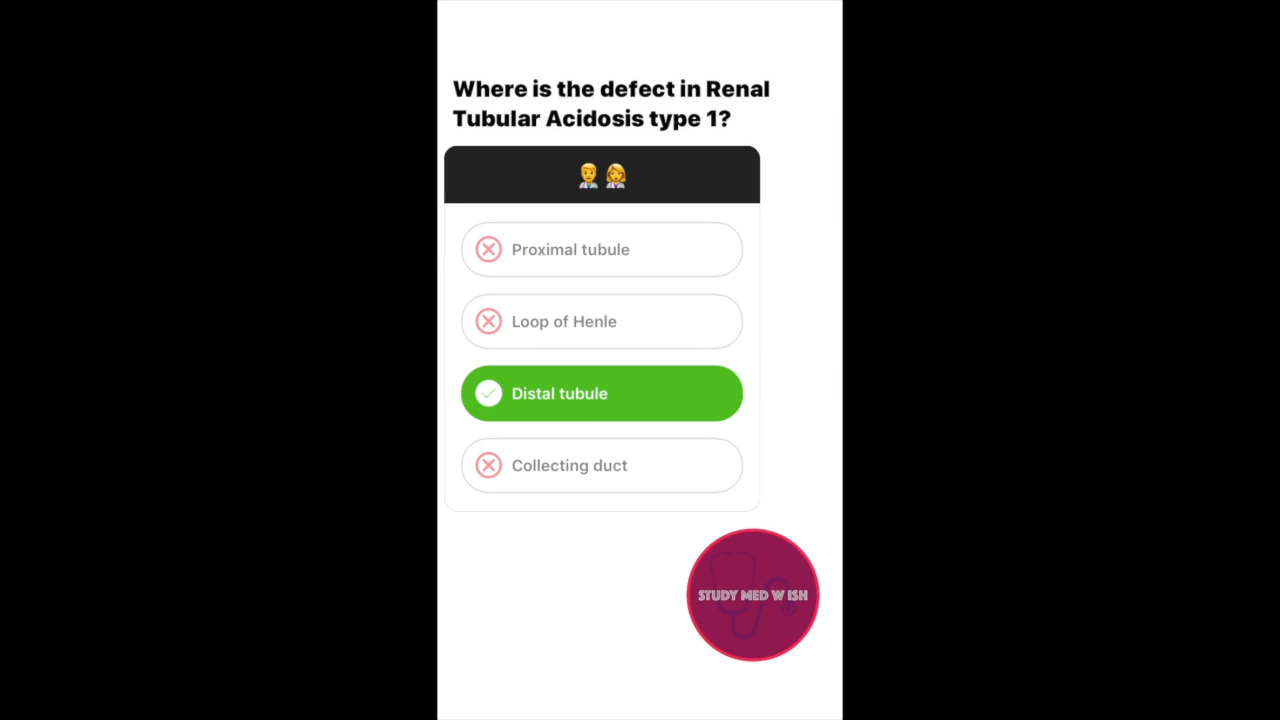 Where is the defect in Renal
Tubular Acidosis type 1?
Proximal tubule
Loop of Henle
Distal tubule
Collecting duct
STUDY MED W ISH